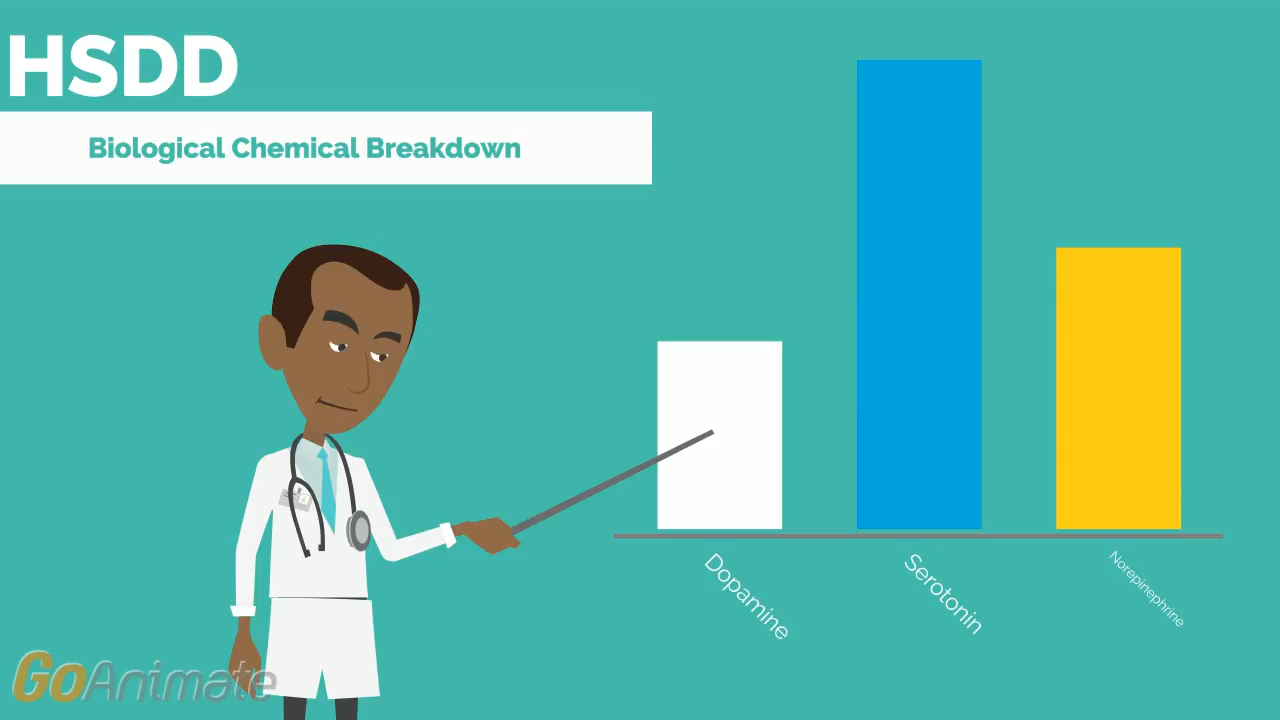 HSDD
Biological Chemical Breakdown
Dopamine
Serotonin
Norepinephrine
GoAnimate